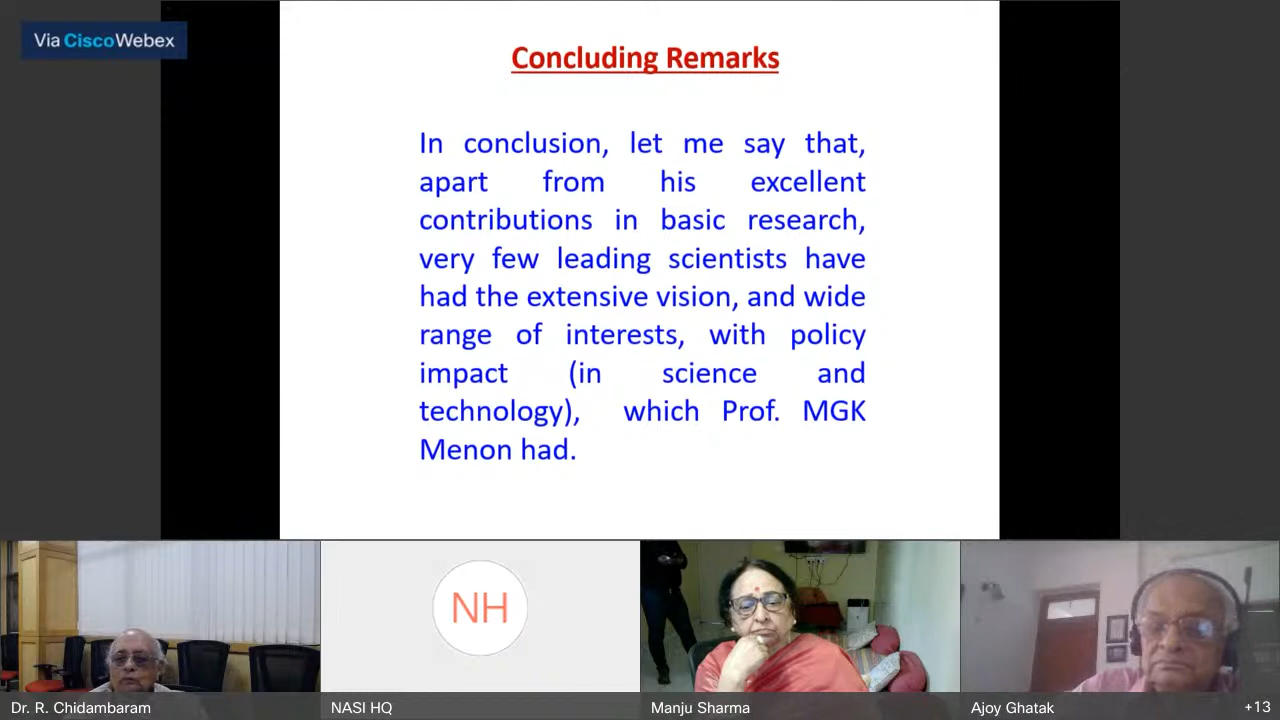 Via CiscoWebex
Concluding Remarks
In conclusion, let me say that,
apart from his excellent
contributions in basic research,
very few leading scientists have
had the extensive vision, and wide
range of interests, with policy
impact (in science and
technology), which Prof. MGK
Menon had.
NH
Dr. R. Chidambaram
NASI HQ
Manju Sharma
Ajoy Ghatak
+13